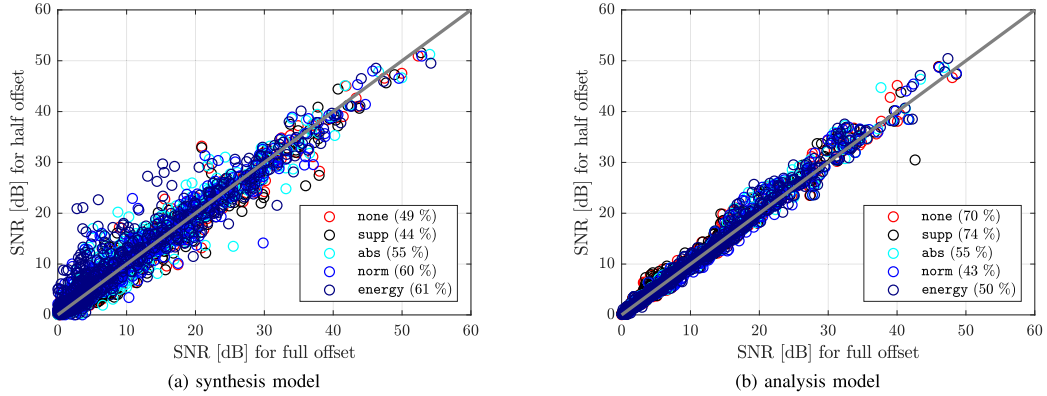 SNR [dB] for half offset
60
50
40
30
20
10
0
0 10 20 30 40 50 60
SNR [dB] for full offset
none (49 %)
supp (44 %)
abs (55 %)
norm (60 %)
energy (61 %)
(a) synthesis model
SNR [dB] for half offset
60
50
40
30
20
10
0
0 10 20 30 40 50 60
SNR [dB] for full offset
none (70 %)
supp (74 %)
abs (55 %)
norm (43 %)
energy (50 %)
(b) analysis model